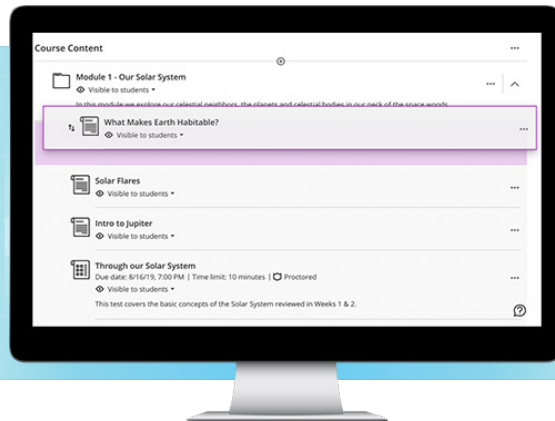 Course Content
Module 1 - Our Solar System
Visible to students
In this module we explore our celestial neighbors, the planets and celestial bodies in our neck of the space woods.
What Makes Earth Habitable?
Visible to students
Solar Flares
Visible to students
Intro to Jupiter
Visible to students
Through our Solar System
Due date: 8/16/19, 7:00 PM | Time limit: 10 minutes | Proctored
Visible to students
This test covers the basic concepts of the Solar System reviewed in Weeks 1 & 2.